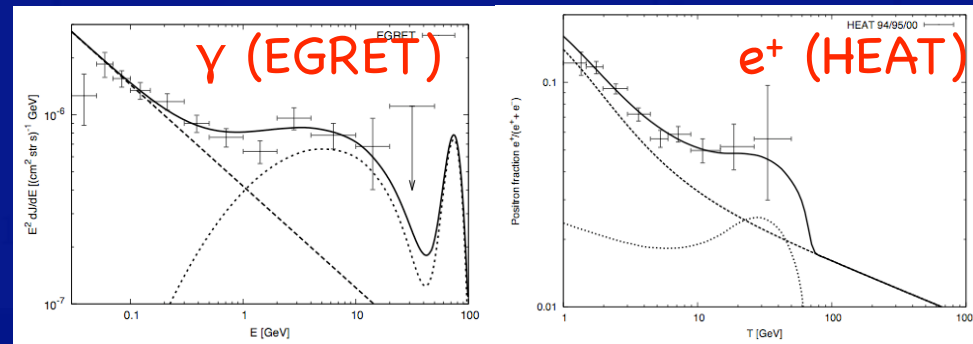 EGRET
γ (EGRET)
E² dJ/dE [(cm² str s)⁻¹ GeV]
10⁻⁶
10⁻⁷
0.1
1
10
100
E [GeV]
HEAT 94/95/00
e⁺ (HEAT)
Positron fraction e⁺/(e⁺ + e⁻)
0.1
0.01
1
10
100
T [GeV]